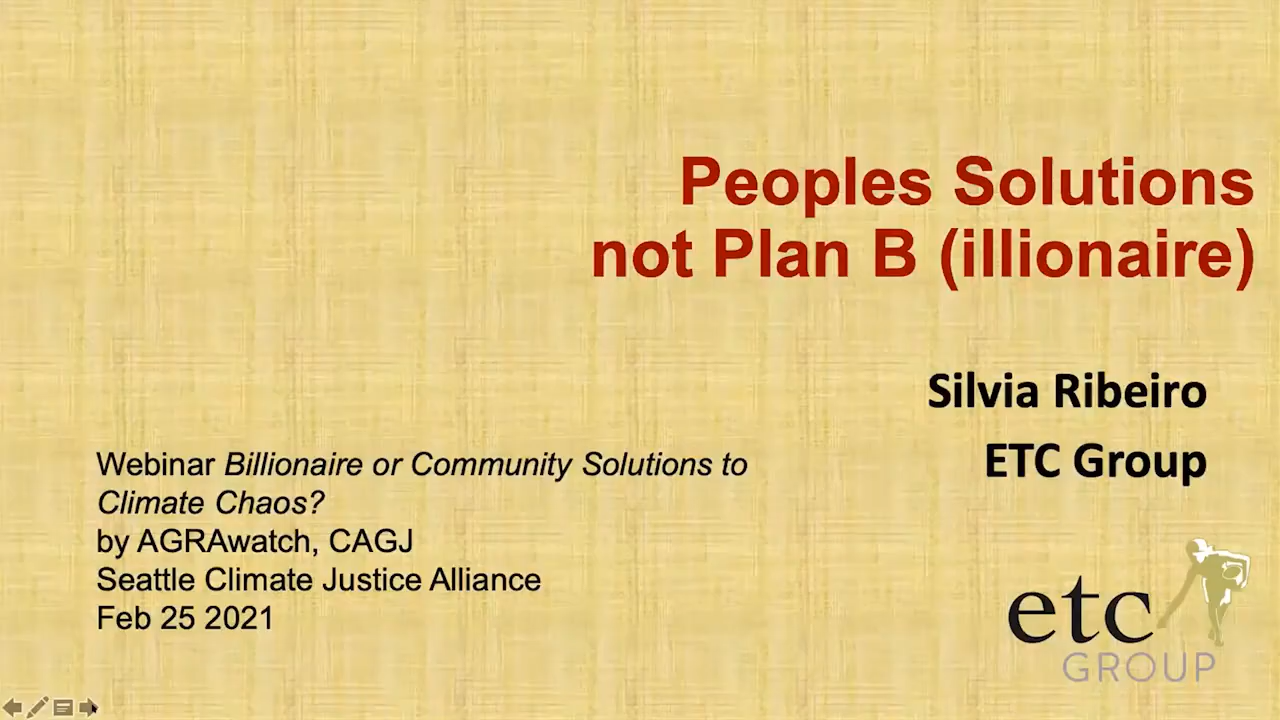 Peoples Solutions
not Plan B (illionaire)
Silvia Ribeiro
ETC Group
Webinar Billionaire or Community Solutions to
Climate Chaos?
by AGRAwatch, CAGJ
Seattle Climate Justice Alliance
Feb 25 2021
etc
GROUP